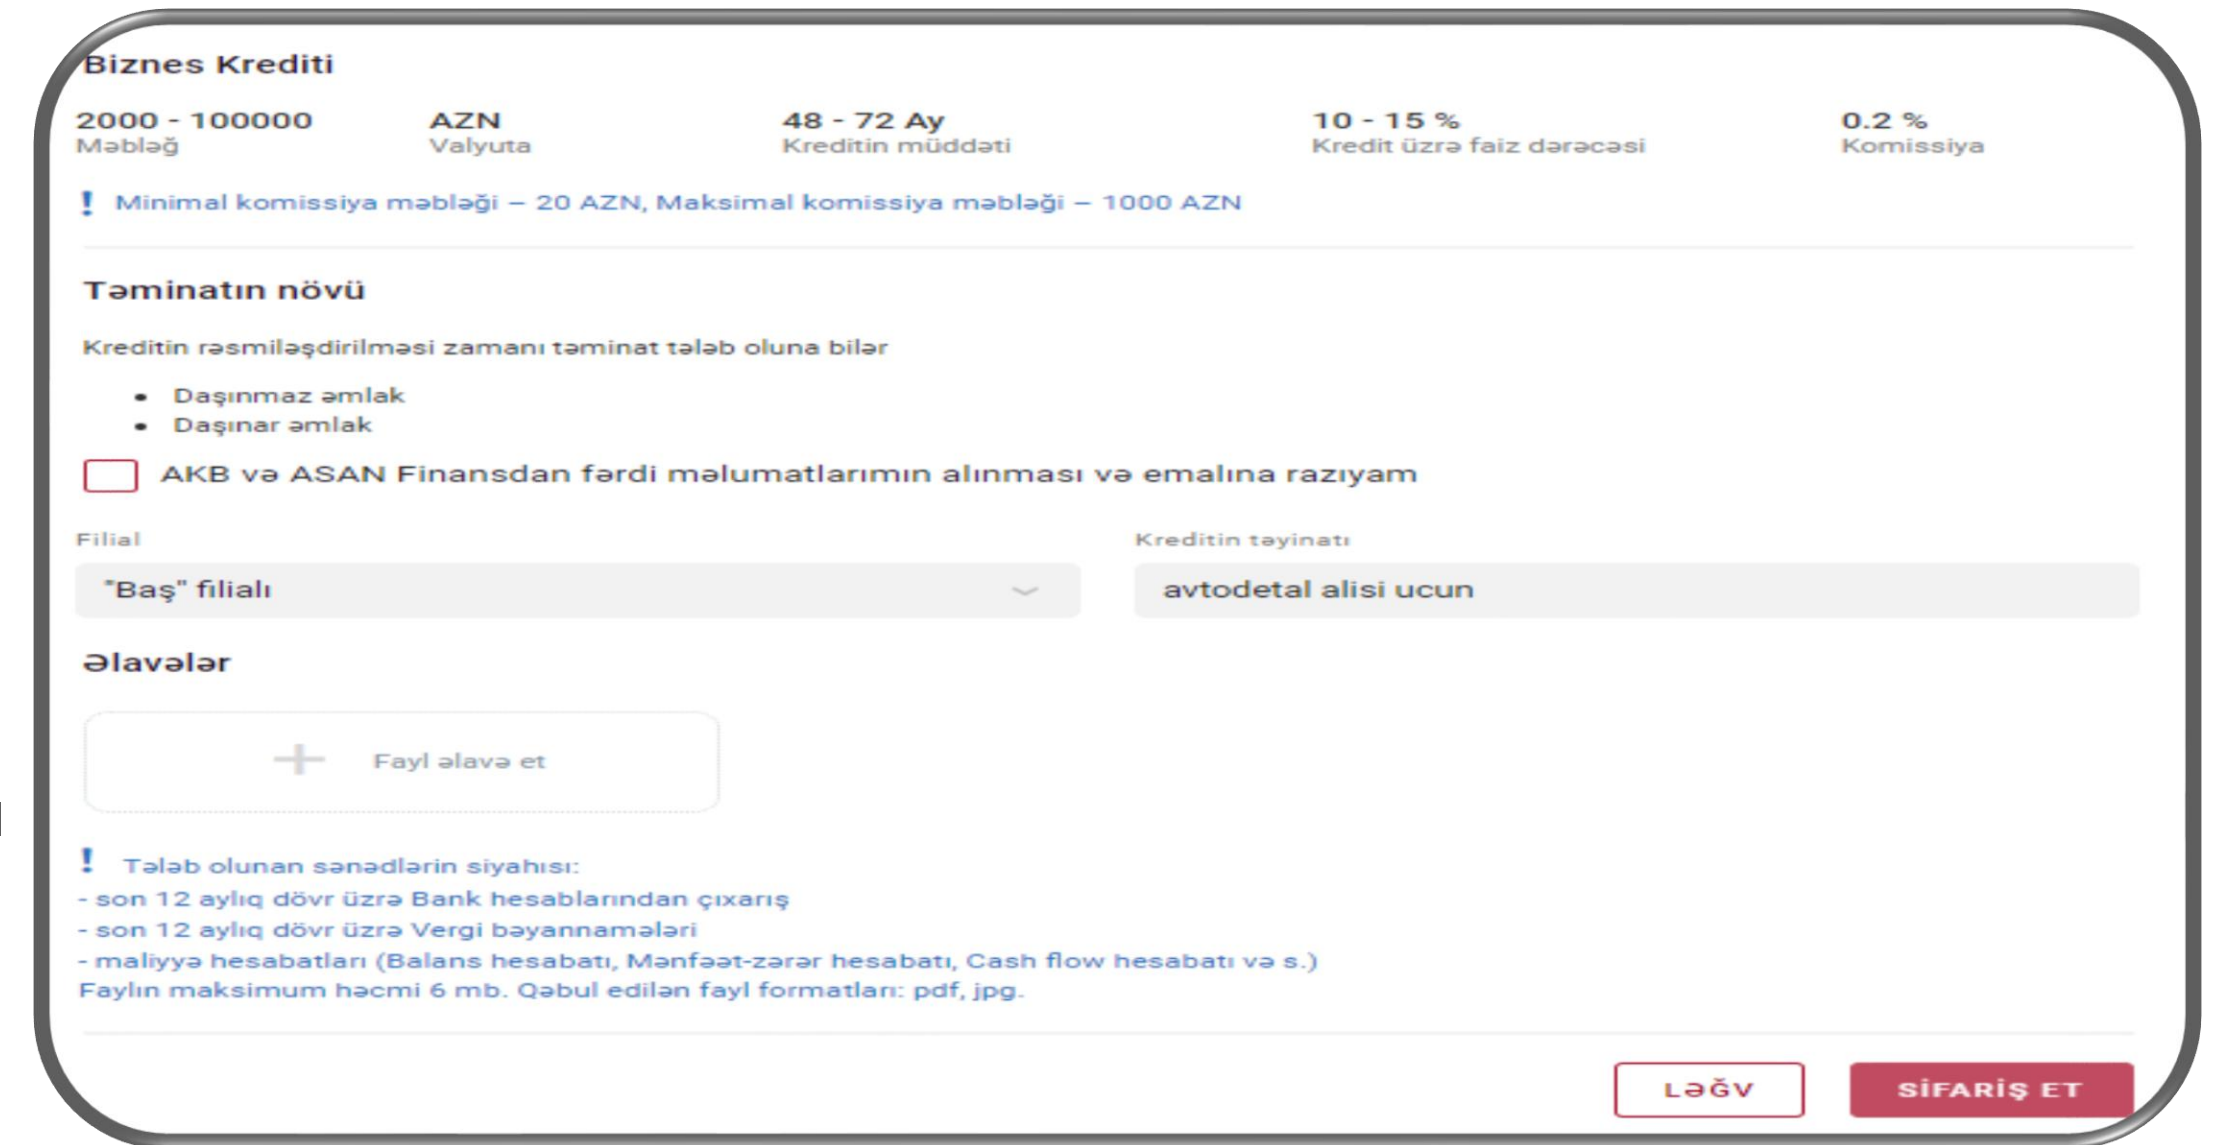 Biznes Krediti
2000 - 100000 AZN 48 - 72 Ay 10 - 15 % 0.2 %
Məbləğ Valyuta Kreditin müddəti Kredit üzrə faiz dərəcəsi Komissiya
! Minimal komissiya məbləği – 20 AZN, Maksimal komissiya məbləği – 1000 AZN
Təminatın növü
Kreditin rəsmiləşdirilməsi zamanı təminat tələb oluna bilər
• Daşınmaz əmlak
• Daşınar əmlak
AKB və ASAN Finansdan fərdi məlumatlarımın alınması və emalına razıyam
Filial Kreditin təyinatı
"Baş" filialı avtodetal alisi ucun
Əlavələr
Fayl əlavə et
! Tələb olunan sənədlərin siyahısı:
- son 12 aylıq dövr üzrə Bank hesablarından çıxarış
- son 12 aylıq dövr üzrə Vergi bəyannamələri
- maliyyə hesabatları (Balans hesabatı, Mənfəət-zərər hesabatı, Cash flow hesabatı və s.)
Faylın maksimum həcmi 6 mb. Qəbul edilən fayl formatları: pdf, jpg.
LƏĞV SİFARİŞ ET